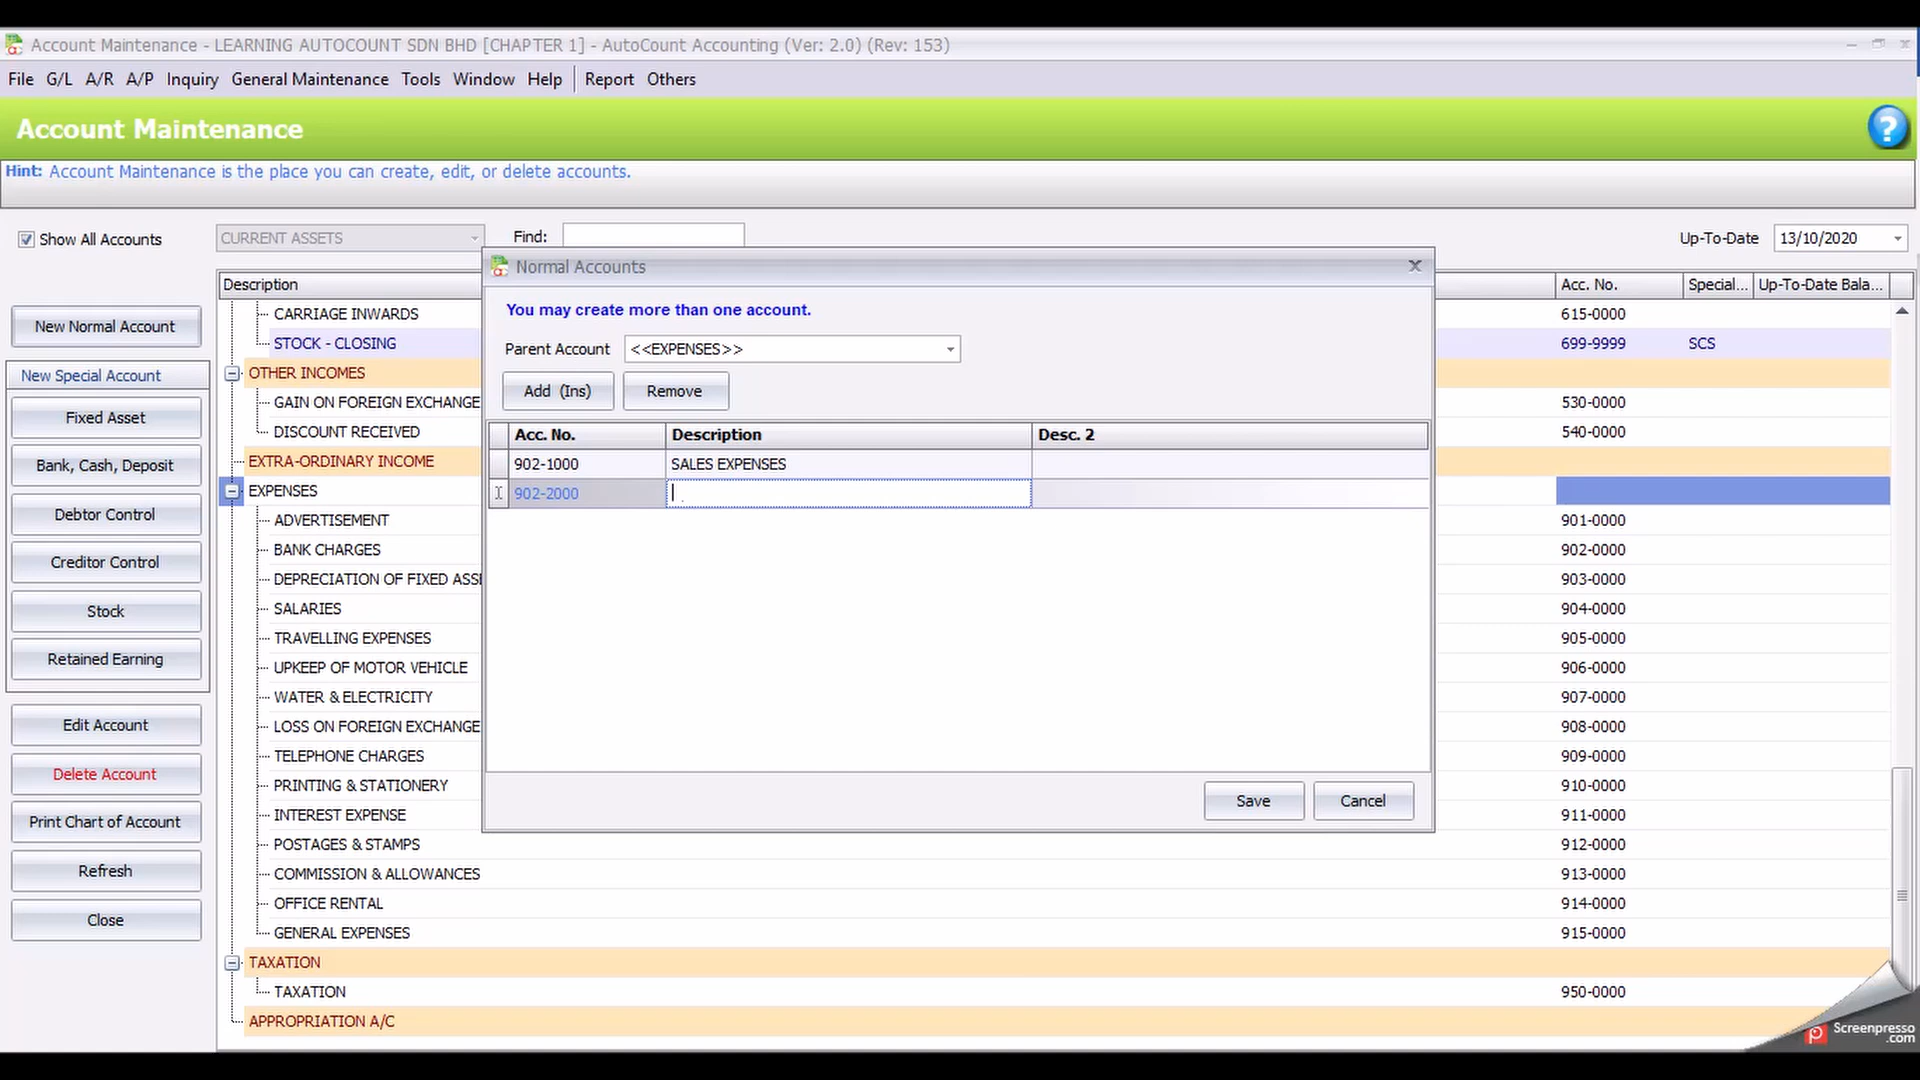 Account Maintenance - LEARNING AUTOCOUNT SDN BHD [CHAPTER 1] - AutoCount Accounting (Ver: 2.0) (Rev: 153)
File G/L A/R A/P Inquiry General Maintenance Tools Window Help Report Others
Account Maintenance
Hint: Account Maintenance is the place you can create, edit, or delete accounts.
Show All Accounts CURRENT ASSETS Find: Up-To-Date 13/10/2020
New Normal Account
New Special Account
Fixed Asset
Bank, Cash, Deposit
Debtor Control
Creditor Control
Stock
Retained Earning
Edit Account
Delete Account
Print Chart of Account
Refresh
Close
Description Acc. No. Special... Up-To-Date Bala...
CARRIAGE INWARDS 615-0000
STOCK - CLOSING 699-9999 SCS
OTHER INCOMES
GAIN ON FOREIGN EXCHANGE 530-0000
DISCOUNT RECEIVED 540-0000
EXTRA-ORDINARY INCOME
EXPENSES
ADVERTISEMENT 901-0000
BANK CHARGES 902-0000
DEPRECIATION OF FIXED ASS 903-0000
SALARIES 904-0000
TRAVELLING EXPENSES 905-0000
UPKEEP OF MOTOR VEHICLE 906-0000
WATER & ELECTRICITY 907-0000
LOSS ON FOREIGN EXCHANGE 908-0000
TELEPHONE CHARGES 909-0000
PRINTING & STATIONERY 910-0000
INTEREST EXPENSE 911-0000
POSTAGES & STAMPS 912-0000
COMMISSION & ALLOWANCES 913-0000
OFFICE RENTAL 914-0000
GENERAL EXPENSES 915-0000
TAXATION
TAXATION 950-0000
APPROPRIATION A/C
Normal Accounts
You may create more than one account.
Parent Account <<EXPENSES>>
Add (Ins) Remove
Acc. No. Description Desc. 2
902-1000 SALES EXPENSES
902-2000
Save Cancel
Screenpresso
.com